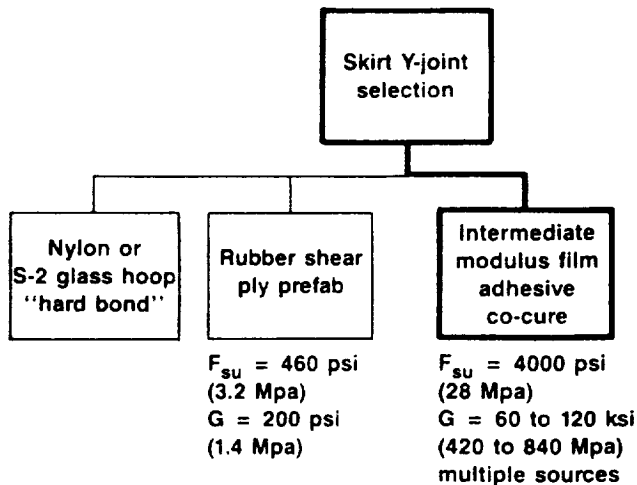 Skirt Y-joint
selection
Nylon or
S-2 glass hoop
"hard bond"
Rubber shear
ply prefab
Intermediate
modulus film
adhesive
co-cure
Fsu = 460 psi
(3.2 Mpa)
G = 200 psi
(1.4 Mpa)
Fsu = 4000 psi
(28 Mpa)
G = 60 to 120 ksi
(420 to 840 Mpa)
multiple sources